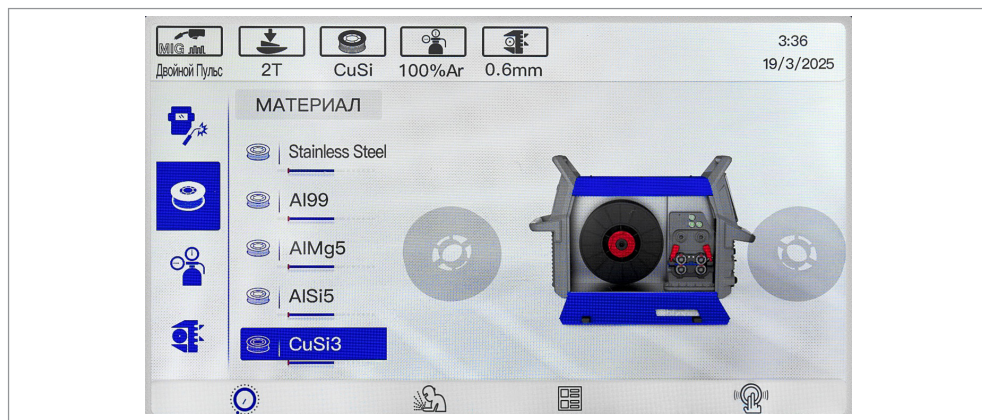 MIG
Двойной Пульс
2T
CuSi
100%Ar
0.6mm
3:36
19/3/2025
МАТЕРИАЛ
Stainless Steel
Al99
AlMg5
AlSi5
CuSi3